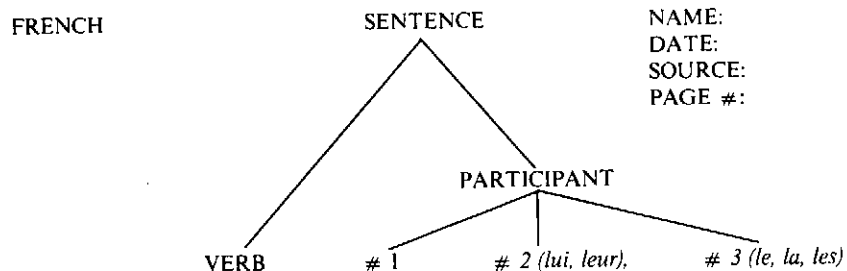 FRENCH
SENTENCE
NAME:
DATE:
SOURCE:
PAGE #:
PARTICIPANT
VERB # 1 # 2 (lui, leur), # 3 (le, la, les)